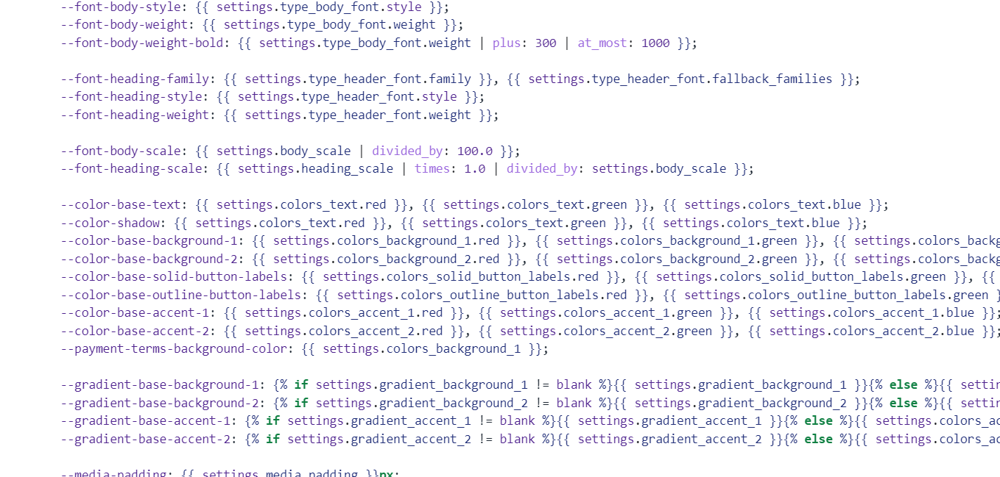 --font-body-style: {{ settings.type_body_font.style }};
--font-body-weight: {{ settings.type_body_font.weight }};
--font-body-weight-bold: {{ settings.type_body_font.weight | plus: 300 | at_most: 1000 }};
--font-heading-family: {{ settings.type_header_font.family }}, {{ settings.type_header_font.fallback_families }};
--font-heading-style: {{ settings.type_header_font.style }};
--font-heading-weight: {{ settings.type_header_font.weight }};
--font-body-scale: {{ settings.body_scale | divided_by: 100.0 }};
--font-heading-scale: {{ settings.heading_scale | times: 1.0 | divided_by: settings.body_scale }};
--color-base-text: {{ settings.colors_text.red }}, {{ settings.colors_text.green }}, {{ settings.colors_text.blue }};
--color-shadow: {{ settings.colors_text.red }}, {{ settings.colors_text.green }}, {{ settings.colors_text.blue }};
--color-base-background-1: {{ settings.colors_background_1.red }}, {{ settings.colors_background_1.green }}, {{ settings.colors_backg
--color-base-background-2: {{ settings.colors_background_2.red }}, {{ settings.colors_background_2.green }}, {{ settings.colors_backg
--color-base-solid-button-labels: {{ settings.colors_solid_button_labels.red }}, {{ settings.colors_solid_button_labels.green }}, {{
--color-base-outline-button-labels: {{ settings.colors_outline_button_labels.red }}, {{ settings.colors_outline_button_labels.green }
--color-base-accent-1: {{ settings.colors_accent_1.red }}, {{ settings.colors_accent_1.green }}, {{ settings.colors_accent_1.blue }};
--color-base-accent-2: {{ settings.colors_accent_2.red }}, {{ settings.colors_accent_2.green }}, {{ settings.colors_accent_2.blue }};
--payment-terms-background-color: {{ settings.colors_background_1 }};
--gradient-base-background-1: {% if settings.gradient_background_1 != blank %}{{ settings.gradient_background_1 }}{% else %}{{ settin
--gradient-base-background-2: {% if settings.gradient_background_2 != blank %}{{ settings.gradient_background_2 }}{% else %}{{ settin
--gradient-base-accent-1: {% if settings.gradient_accent_1 != blank %}{{ settings.gradient_accent_1 }}{% else %}{{ settings.colors_ac
--gradient-base-accent-2: {% if settings.gradient_accent_2 != blank %}{{ settings.gradient_accent_2 }}{% else %}{{ settings.colors_ac
--media-padding: {{ settings.media_padding }}px;